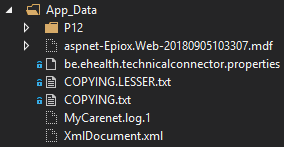 App_Data
P12
aspnet-Epiox.Web-20180905103307.mdf
be.ehealth.technicalconnector.properties
COPYING.LESSER.txt
COPYING.txt
MyCarenet.log.1
XmlDocument.xml